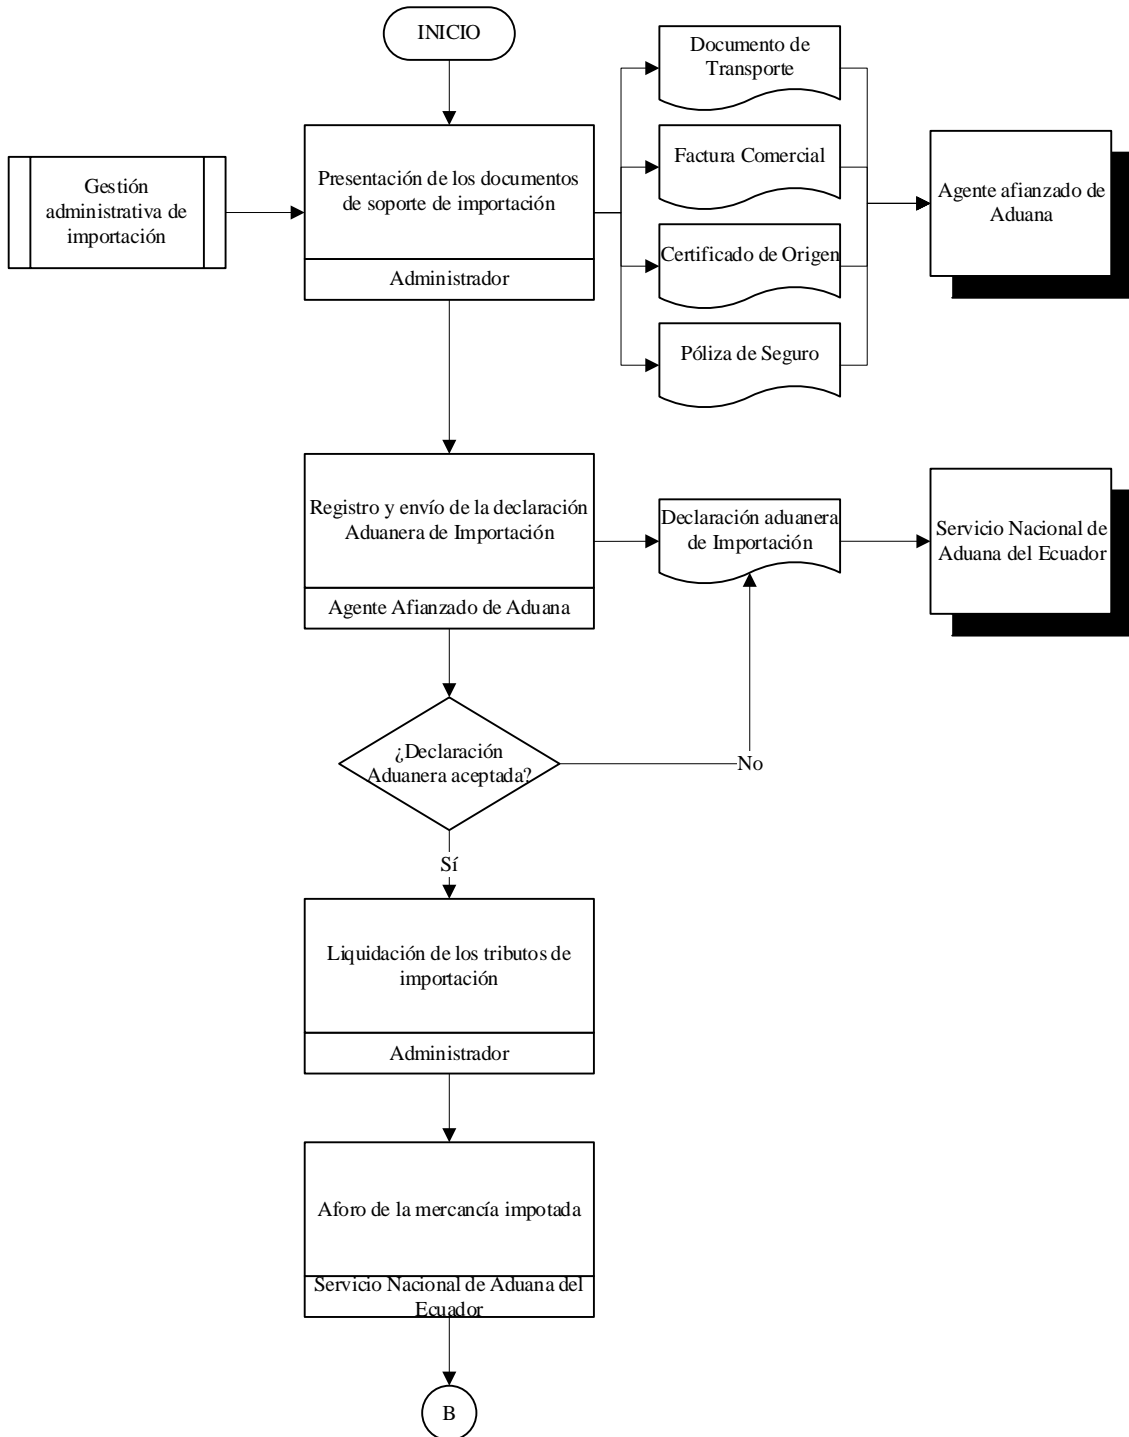 INICIO
Documento de
Transporte
Gestión
administrativa de
importación
Presentación de los documentos
de soporte de importación
Administrador
Factura Comercial
Certificado de Origen
Póliza de Seguro
Agente afianzado de
Aduana
Registro y envío de la declaración
Aduanera de Importación
Agente Afianzado de Aduana
Declaración aduanera
de Importación
Servicio Nacional de
Aduana del Ecuador
¿Declaración
Aduanera aceptada?
No
Sí
Liquidación de los tributos de
importación
Administrador
Aforo de la mercancía impotada
Servicio Nacional de Aduana del
Ecuador
B